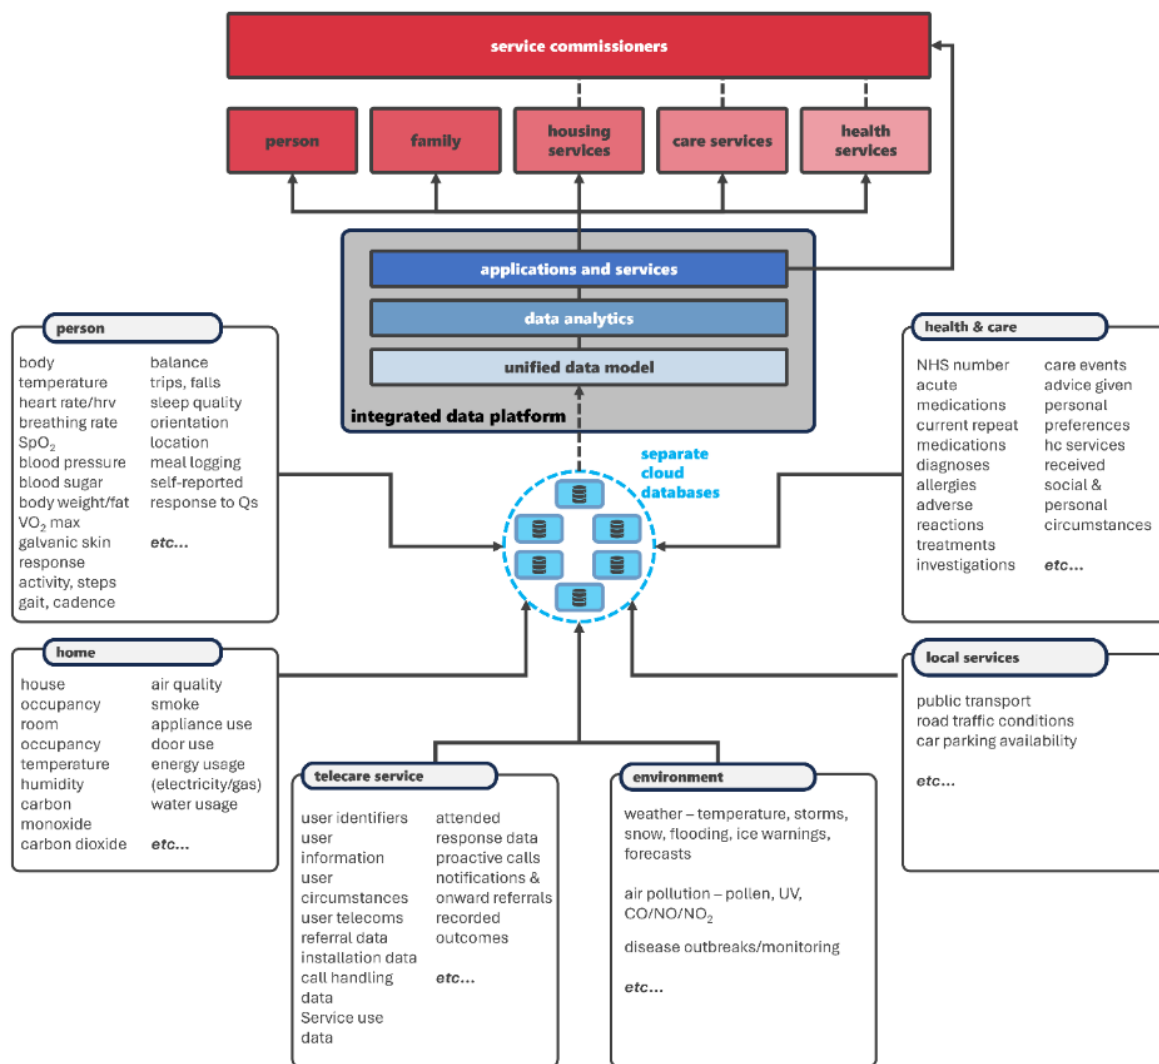 service commissioners
person
family
housing
services
care services
health
services
applications and services
data analytics
unified data model
integrated data platform
separate
cloud
databases
person
body
temperature
heart rate/hrv
breathing rate
SpO₂
blood pressure
blood sugar
body weight/fat
VO₂ max
galvanic skin
response
activity, steps
gait, cadence
balance
trips, falls
sleep quality
orientation
location
meal logging
self-reported
response to Qs
etc...
health & care
NHS number
acute
medications
current repeat
medications
diagnoses
allergies
adverse
reactions
treatments
investigations
care events
advice given
personal
preferences
hc services
received
social &
personal
circumstances
etc...
home
house
occupancy
room
occupancy
temperature
humidity
carbon
monoxide
carbon dioxide
air quality
smoke
appliance use
door use
energy usage
(electricity/gas)
water usage
etc...
local services
public transport
road traffic conditions
car parking availability
etc...
telecare service
user identifiers
user
information
user
circumstances
user telecoms
referral data
installation data
call handling
data
Service use
data
attended
response data
proactive calls
notifications &
onward referrals
recorded
outcomes
etc...
environment
weather – temperature, storms,
snow, flooding, ice warnings,
forecasts
air pollution – pollen, UV,
CO/NO/NO₂
disease outbreaks/monitoring
etc...